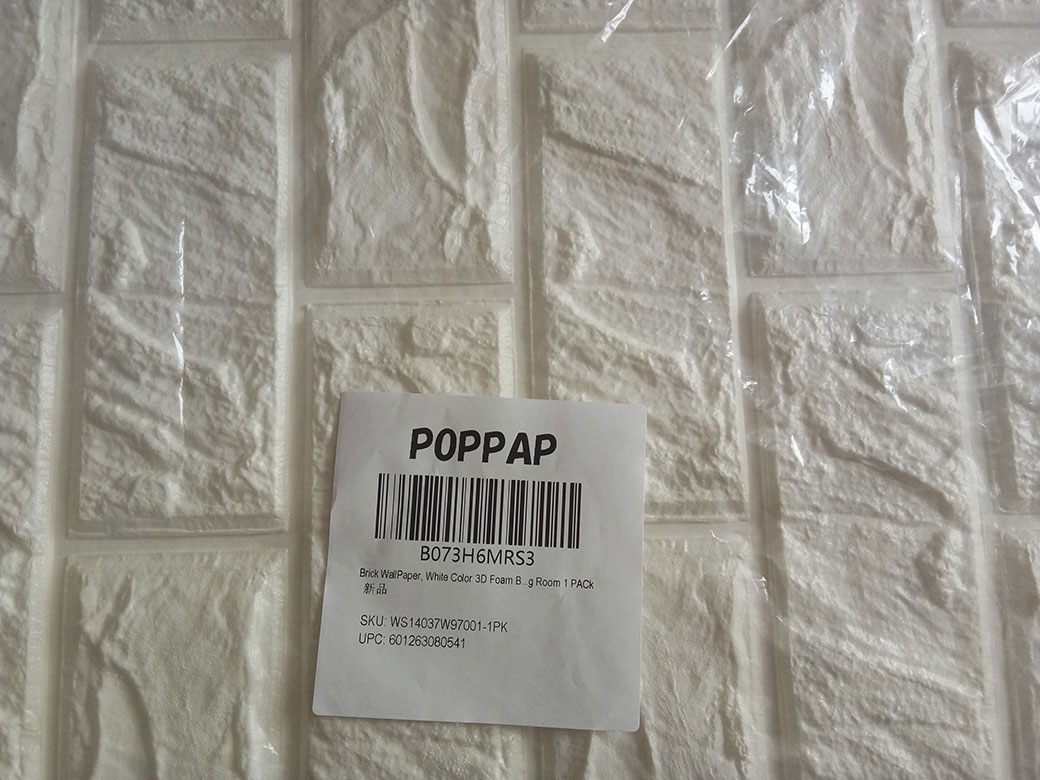 POPPAP
B073H6MRS3
Brick WallPaper, White Color 3D Foam B...g Room 1 PACk
新品
SKU: WS14037W97001-1PK
UPC: 601263080541